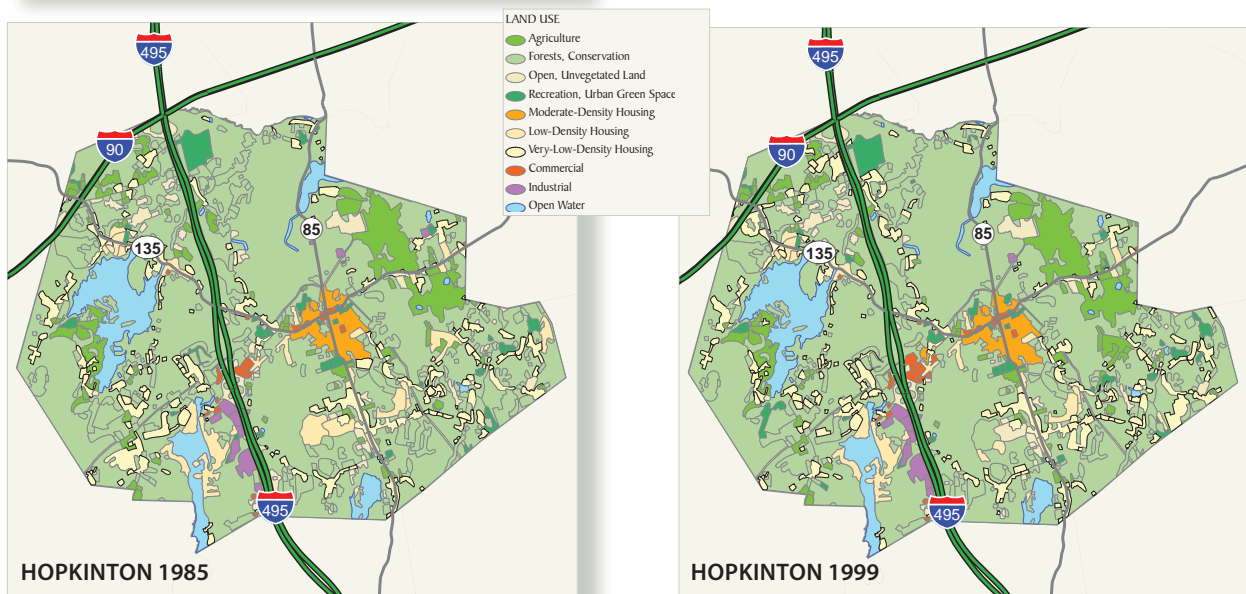 LAND USE
Agriculture
Forests, Conservation
Open, Unvegetated Land
Recreation, Urban Green Space
Moderate-Density Housing
Low-Density Housing
Very-Low-Density Housing
Commercial
Industrial
Open Water
495
90
135
85
495
HOPKINTON 1985
495
90
135
85
495
HOPKINTON 1999